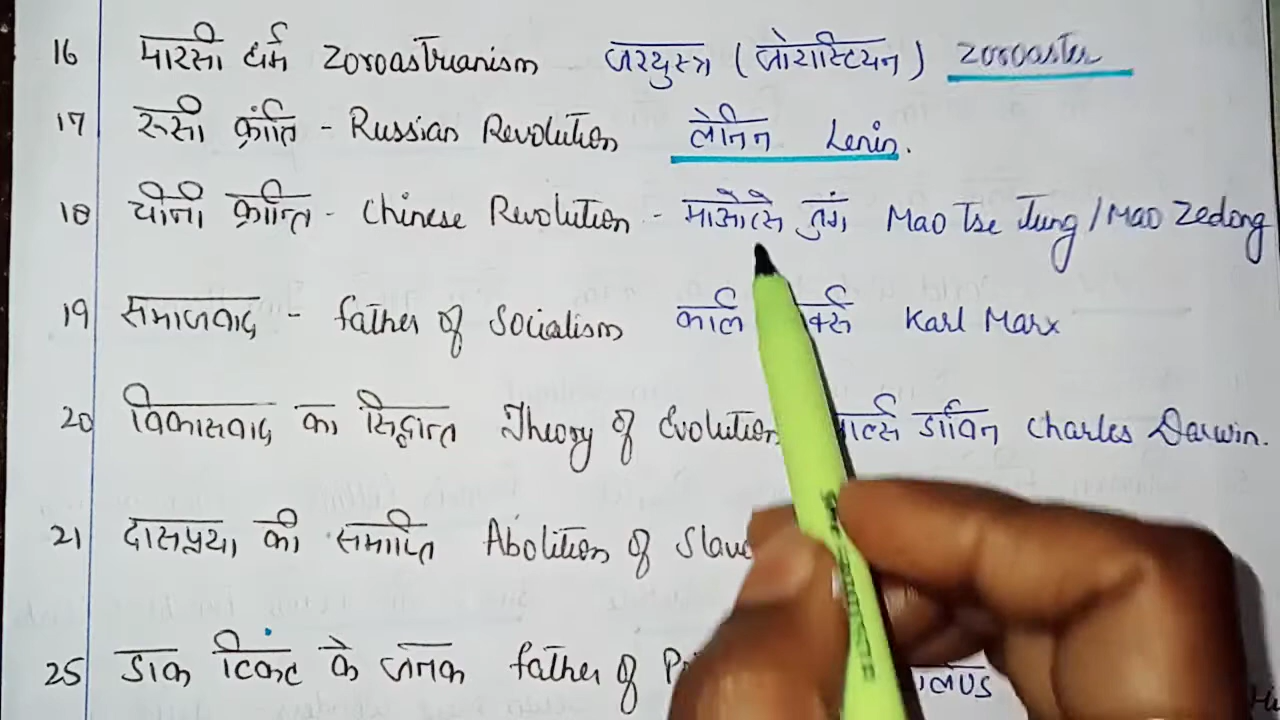 16 पारसी धर्म Zoroastrianism जरथुस्त्र (जोरास्टियन) Zoroaster
17 रूसी क्रांति - Russian Revolution लेनिन Lenin.
18 चीनी क्रान्ति - Chinese Revolution - माओत्से तुंग Mao Tse Tung / Mao Zedong
19 समाजवाद - father of Socialism कार्ल Karl Marx
20 विकासवाद का सिद्धान्त Theory of Evolution डार्विन Charles Darwin.
21 दासप्रथा की समाप्ति Abolition of
25 डाक टिकट के जनक father of